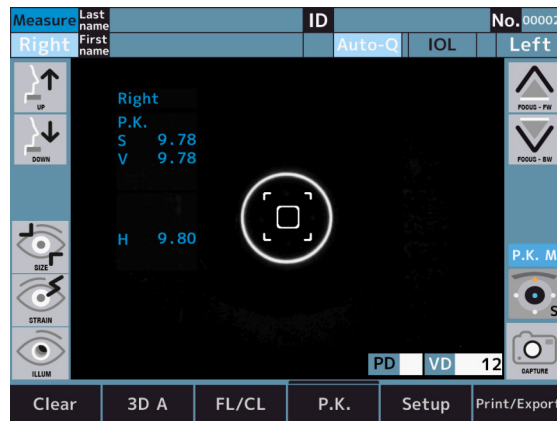 Measure Last name ID No. 00002
Right First name Auto-Q IOL Left
UP
DOWN
SIZE
STRAIN
ILLUM
Right
P.K.
S 9.78
V 9.78
H 9.80
FOCUS - FW
FOCUS - BW
P.K. M
S
CAPTURE
PD VD 12
Clear 3D A FL/CL P.K. Setup Print/Export